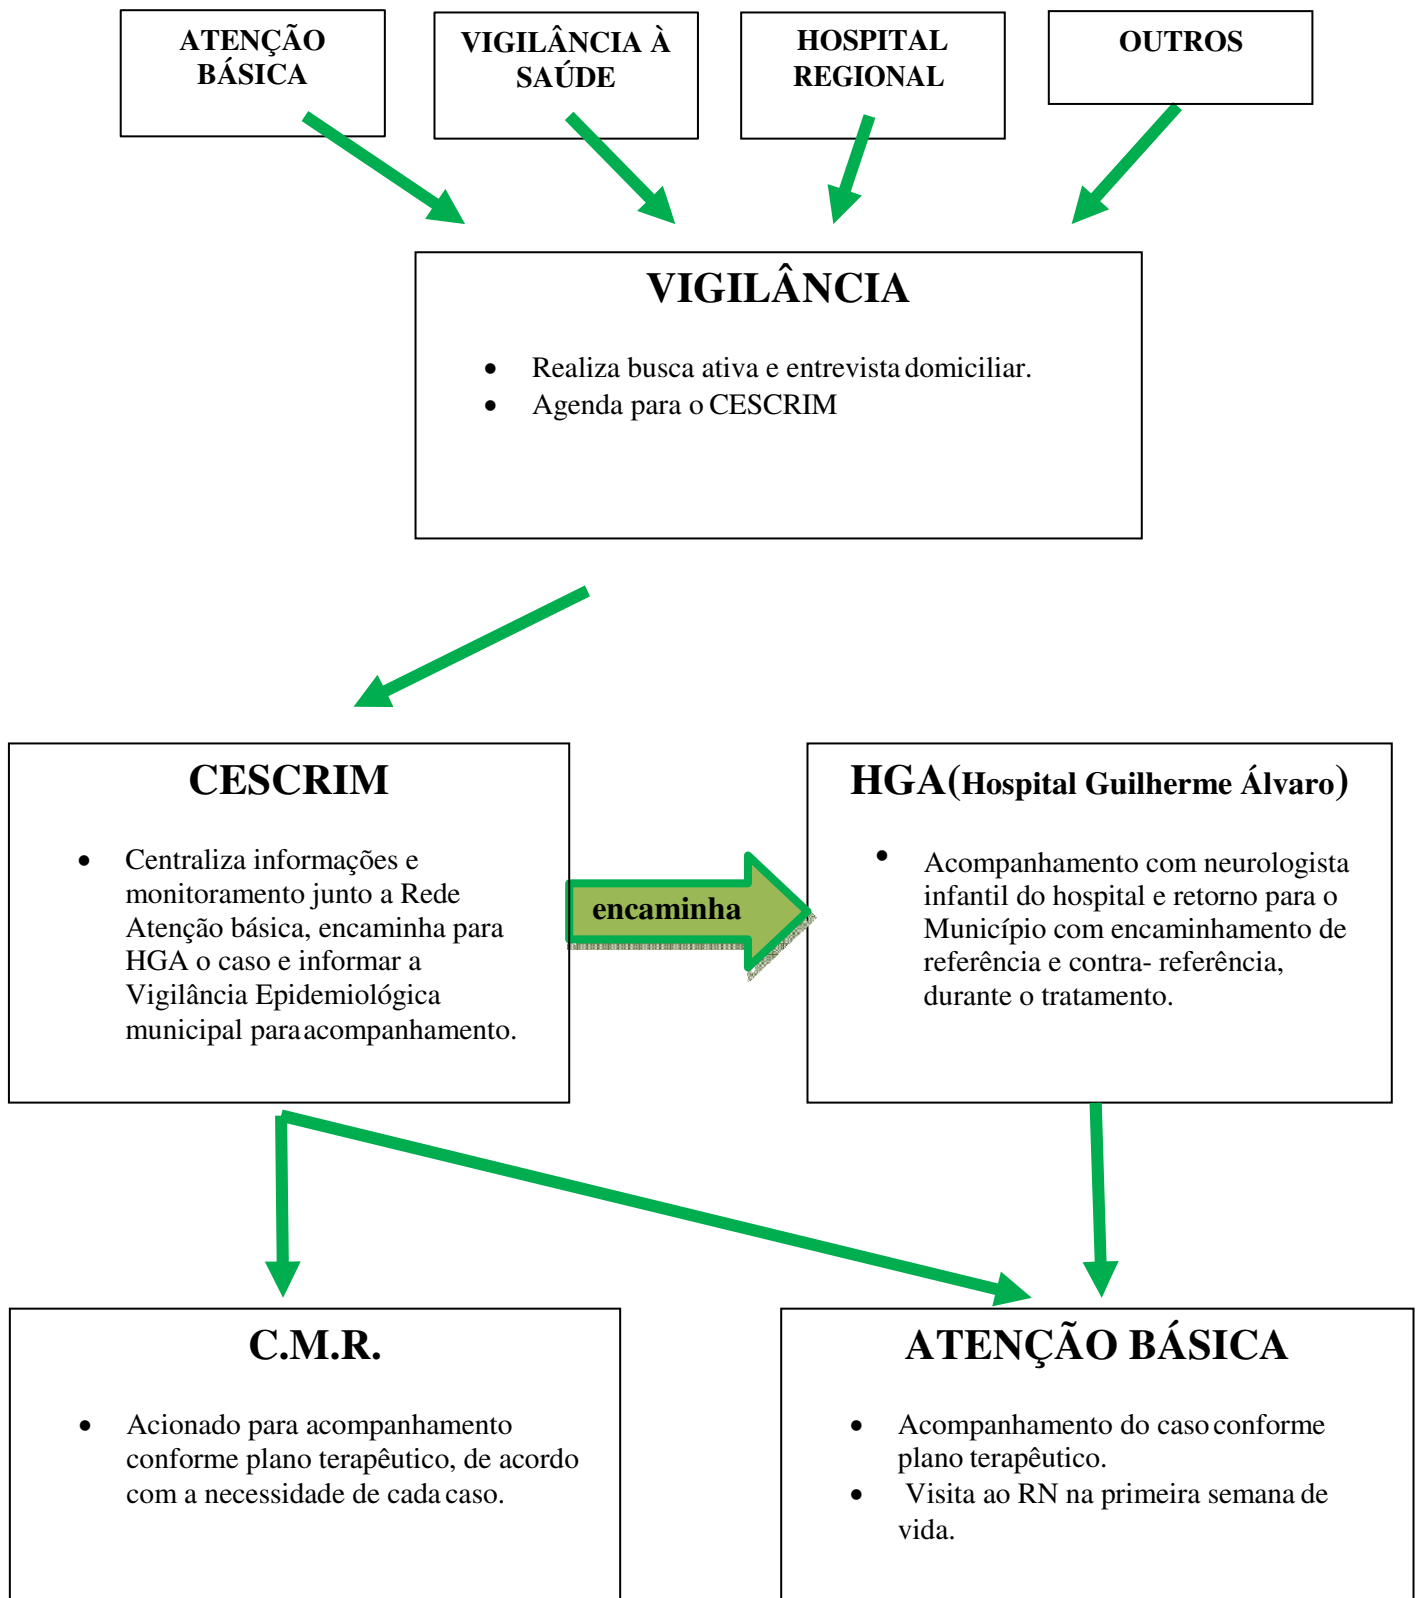 ATENÇÃO
BÁSICA
VIGILÂNCIA À
SAÚDE
HOSPITAL
REGIONAL
OUTROS
VIGILÂNCIA
• Realiza busca ativa e entrevista domiciliar.
• Agenda para o CESCRIM
CESCRIM
• Centraliza informações e
monitoramento junto a Rede
Atenção básica, encaminha para
HGA o caso e informar a
Vigilância Epidemiológica
municipal para acompanhamento.
encaminha
HGA(Hospital Guilherme Álvaro)
• Acompanhamento com neurologista
infantil do hospital e retorno para o
Município com encaminhamento de
referência e contra- referência,
durante o tratamento.
C.M.R.
• Acionado para acompanhamento
conforme plano terapêutico, de acordo
com a necessidade de cada caso.
ATENÇÃO BÁSICA
• Acompanhamento do caso conforme
plano terapêutico.
• Visita ao RN na primeira semana de
vida.